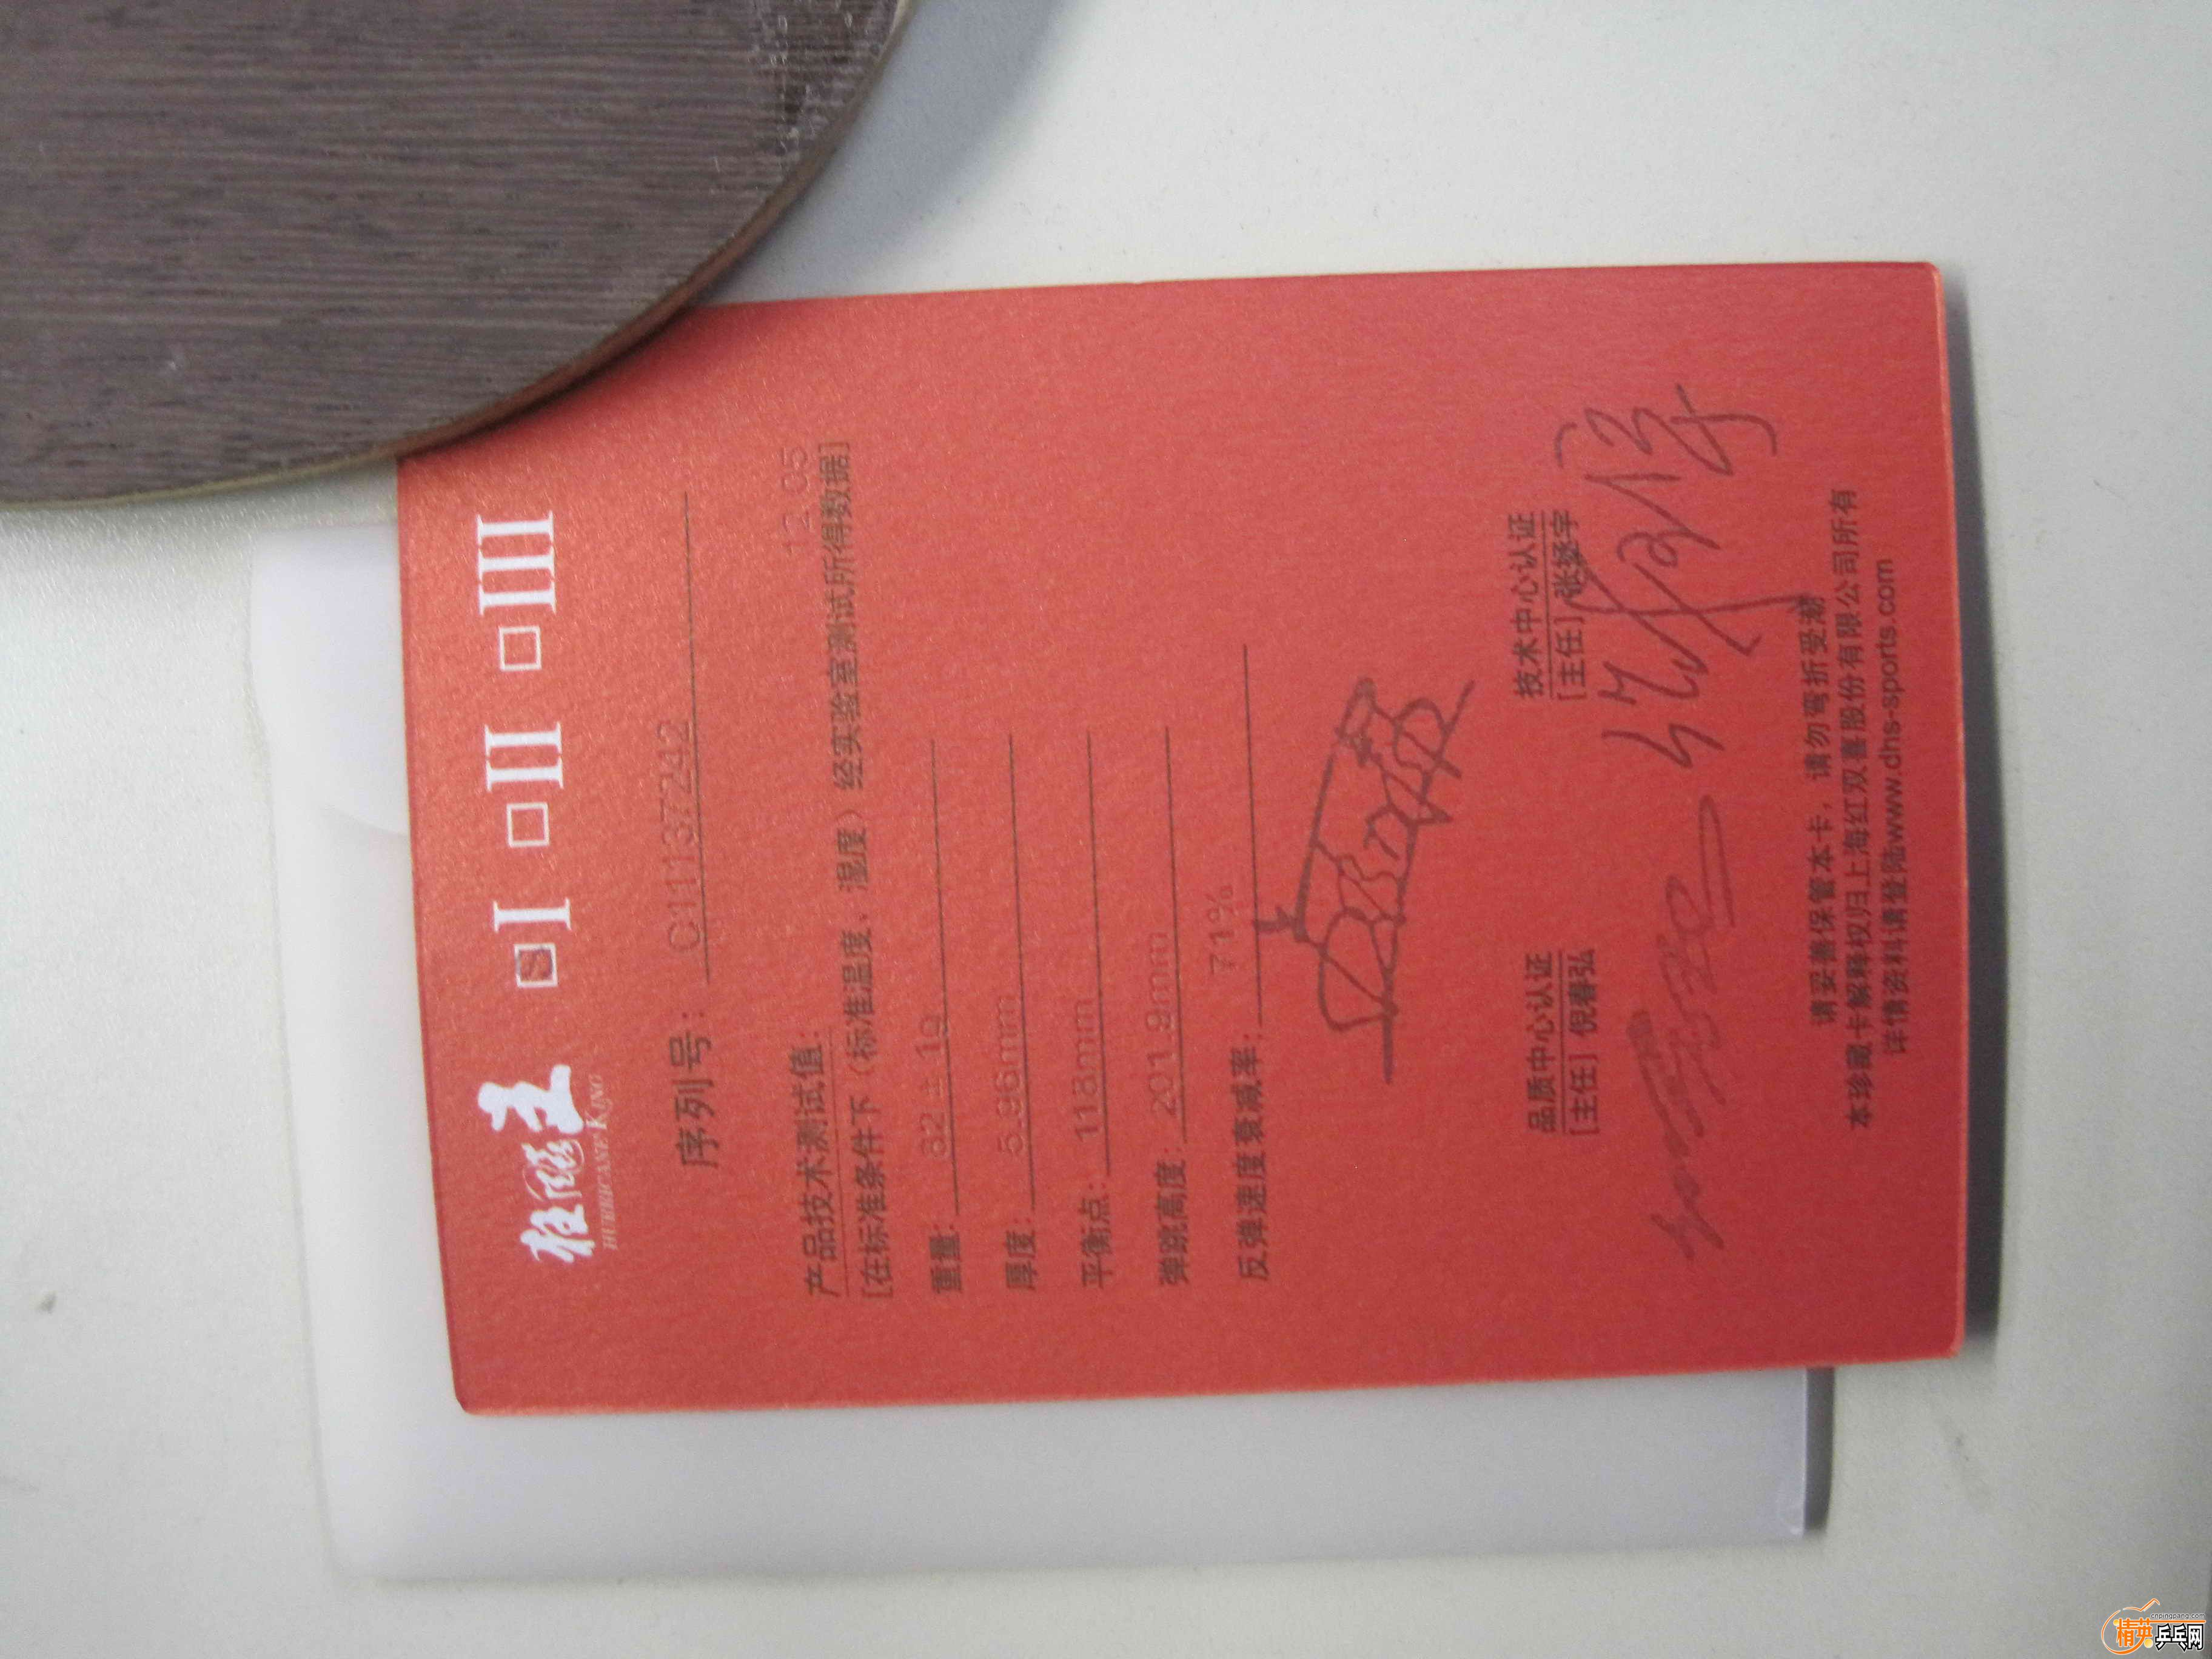 狂飚王 □I □II □III
HURRICANE KING
序列号: C11137242
12.05
产品技术测试值:
[在标准条件下(标准温度、湿度)经实验室测试所得数据]
重量: 82±1g
厚度: 5.96mm
平衡点: 118mm
弹跳高度: 201.9mm
反弹速度衰减率: 71%
品质中心认证 技术中心认证
[主任] 倪春弘 [主任]
请妥善保管本卡,请勿弯折受潮
本珍藏卡解释权归上海红双喜股份有限公司所有
详情资料请登陆www.dhs-sports.com
cnpingpang.com
精英乒乓网